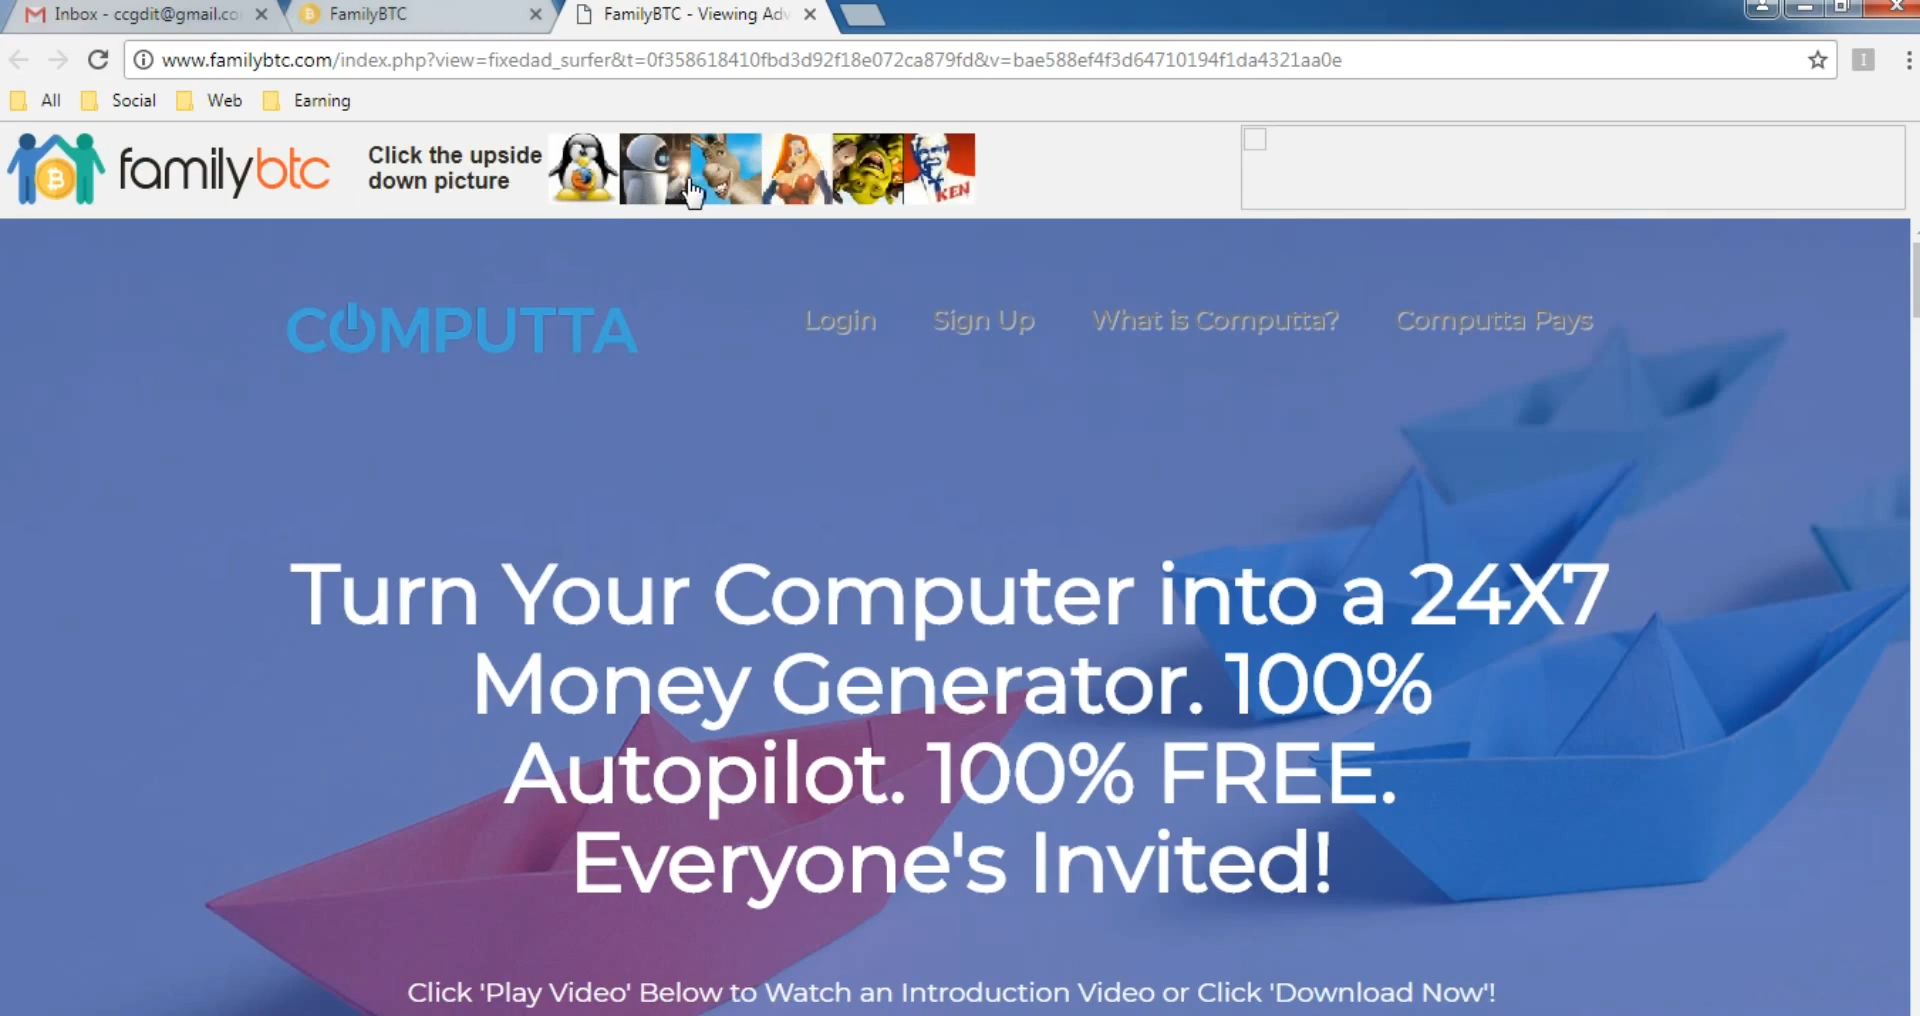 Inbox - ccgdit@gmail.co
FamilyBTC
FamilyBTC - Viewing Adv
www.familybtc.com/index.php?view=fixedad_surfer&t=0f358618410fbd3d92f18e072ca879fd&v=bae588ef4f3d64710194f1da4321aa0e
All Social Web Earning
familybtc
Click the upside
down picture
KEN
COMPUTTA
Login Sign Up What is Computta? Computta Pays
Turn Your Computer into a 24X7
Money Generator. 100%
Autopilot. 100% FREE.
Everyone's Invited!
Click 'Play Video' Below to Watch an Introduction Video or Click 'Download Now'!